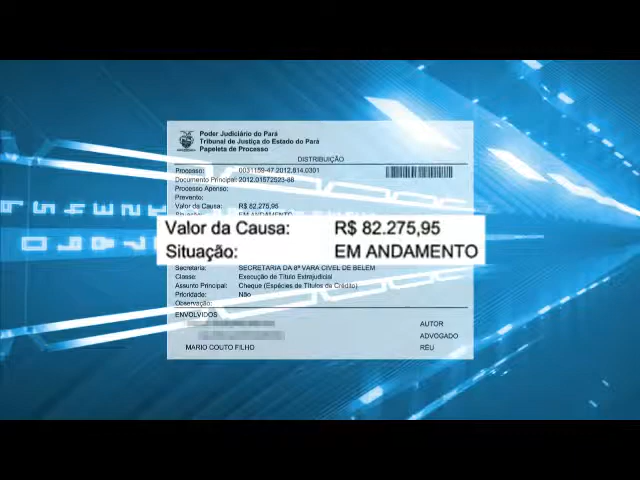 Poder Judiciário do Pará
Tribunal de Justiça do Estado do Pará
Papeleta de Processo
DISTRIBUIÇÃO
Processo: 0031159-47.2012.814.0301
Documento Principal: 2012.01572523-88
Processo Apenso:
Prevento:
Valor da Causa: R$ 82.275,95
Situação: EM ANDAMENTO
Valor da Causa: R$ 82.275,95
Situação: EM ANDAMENTO
Secretaria: SECRETARIA DA 8ª VARA CIVEL DE BELEM
Classe: Execução de Título Extrajudicial
Assunto Principal: Cheque (Espécies de Títulos de Crédito)
Prioridade: Não
Observação:
ENVOLVIDOS
AUTOR
ADVOGADO
MARIO COUTO FILHO REU